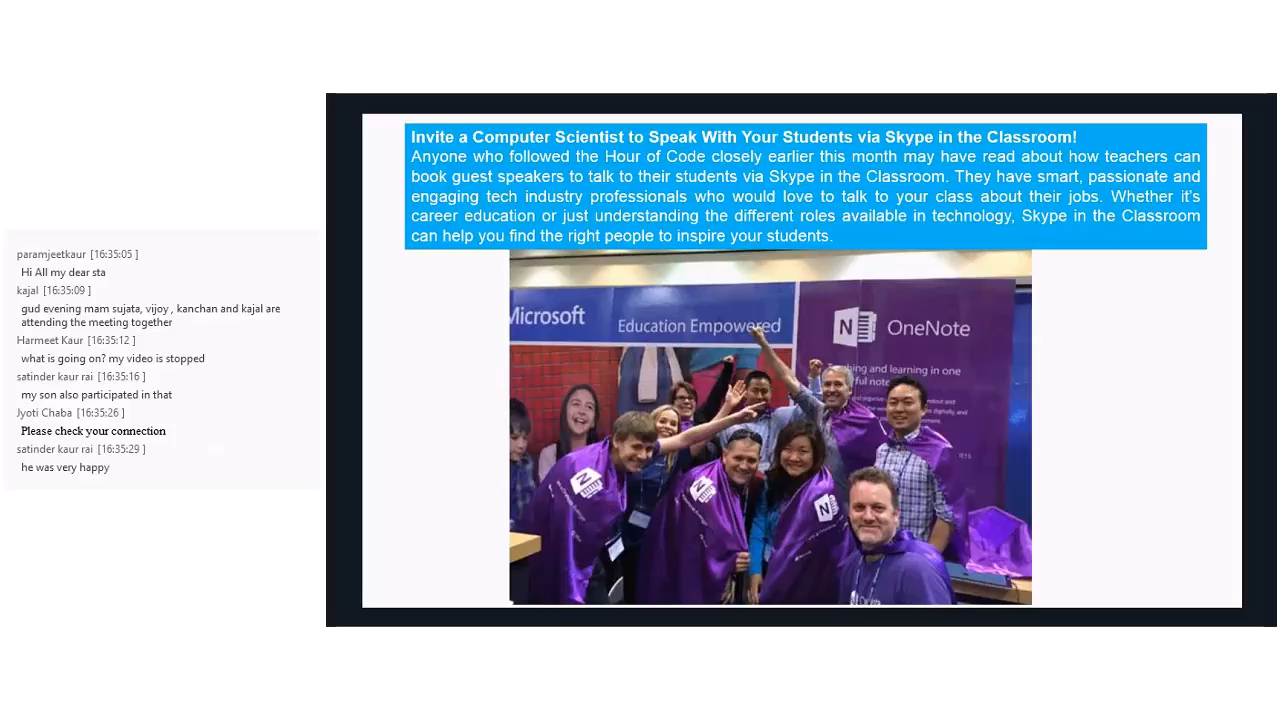 Invite a Computer Scientist to Speak With Your Students via Skype in the Classroom!
Anyone who followed the Hour of Code closely earlier this month may have read about how teachers can
book guest speakers to talk to their students via Skype in the Classroom. They have smart, passionate and
engaging tech industry professionals who would love to talk to your class about their jobs. Whether it's
career education or just understanding the different roles available in technology, Skype in the Classroom
can help you find the right people to inspire your students.
paramjeetkaur [16:35:05 ]
Hi All my dear sta
kajal [16:35:09 ]
gud evening mam sujata, vijoy , kanchan and kajal are
attending the meeting together
Harmeet Kaur [16:35:12 ]
what is going on? my video is stopped
satinder kaur rai [16:35:16 ]
my son also participated in that
Jyoti Chaba [16:35:26 ]
Please check your connection
satinder kaur rai [16:35:29 ]
he was very happy
Microsoft
Education Empowered
N OneNote
and learning in one
N
N
N